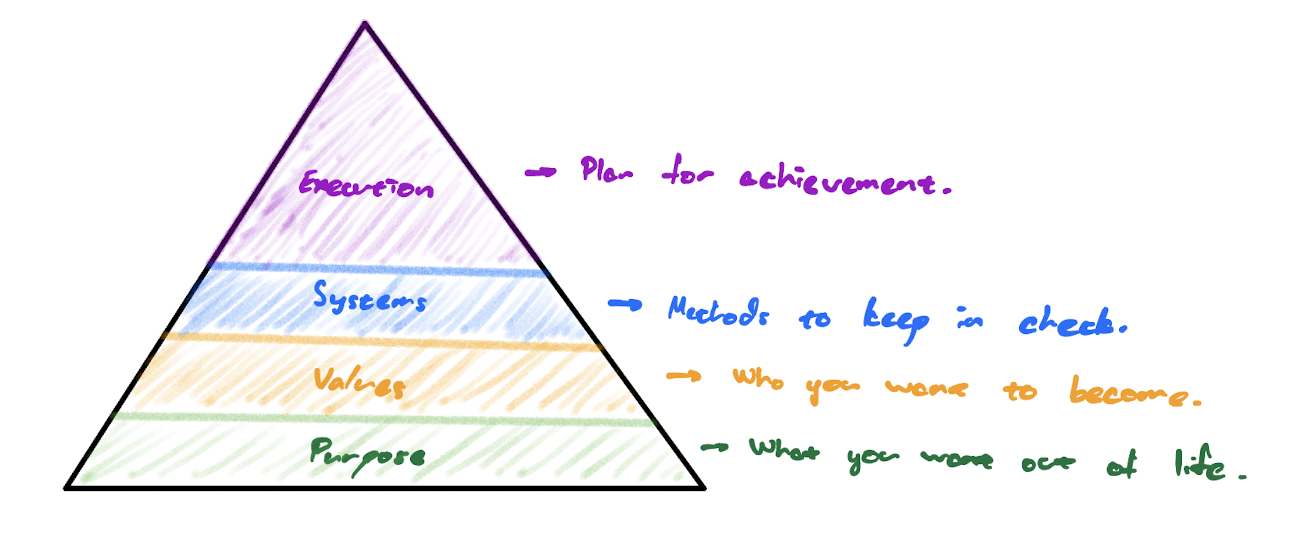 Execution → Plan for achievement.
Systems → Methods to keep in check.
Values → Who you want to become.
Purpose → What you want out of life.